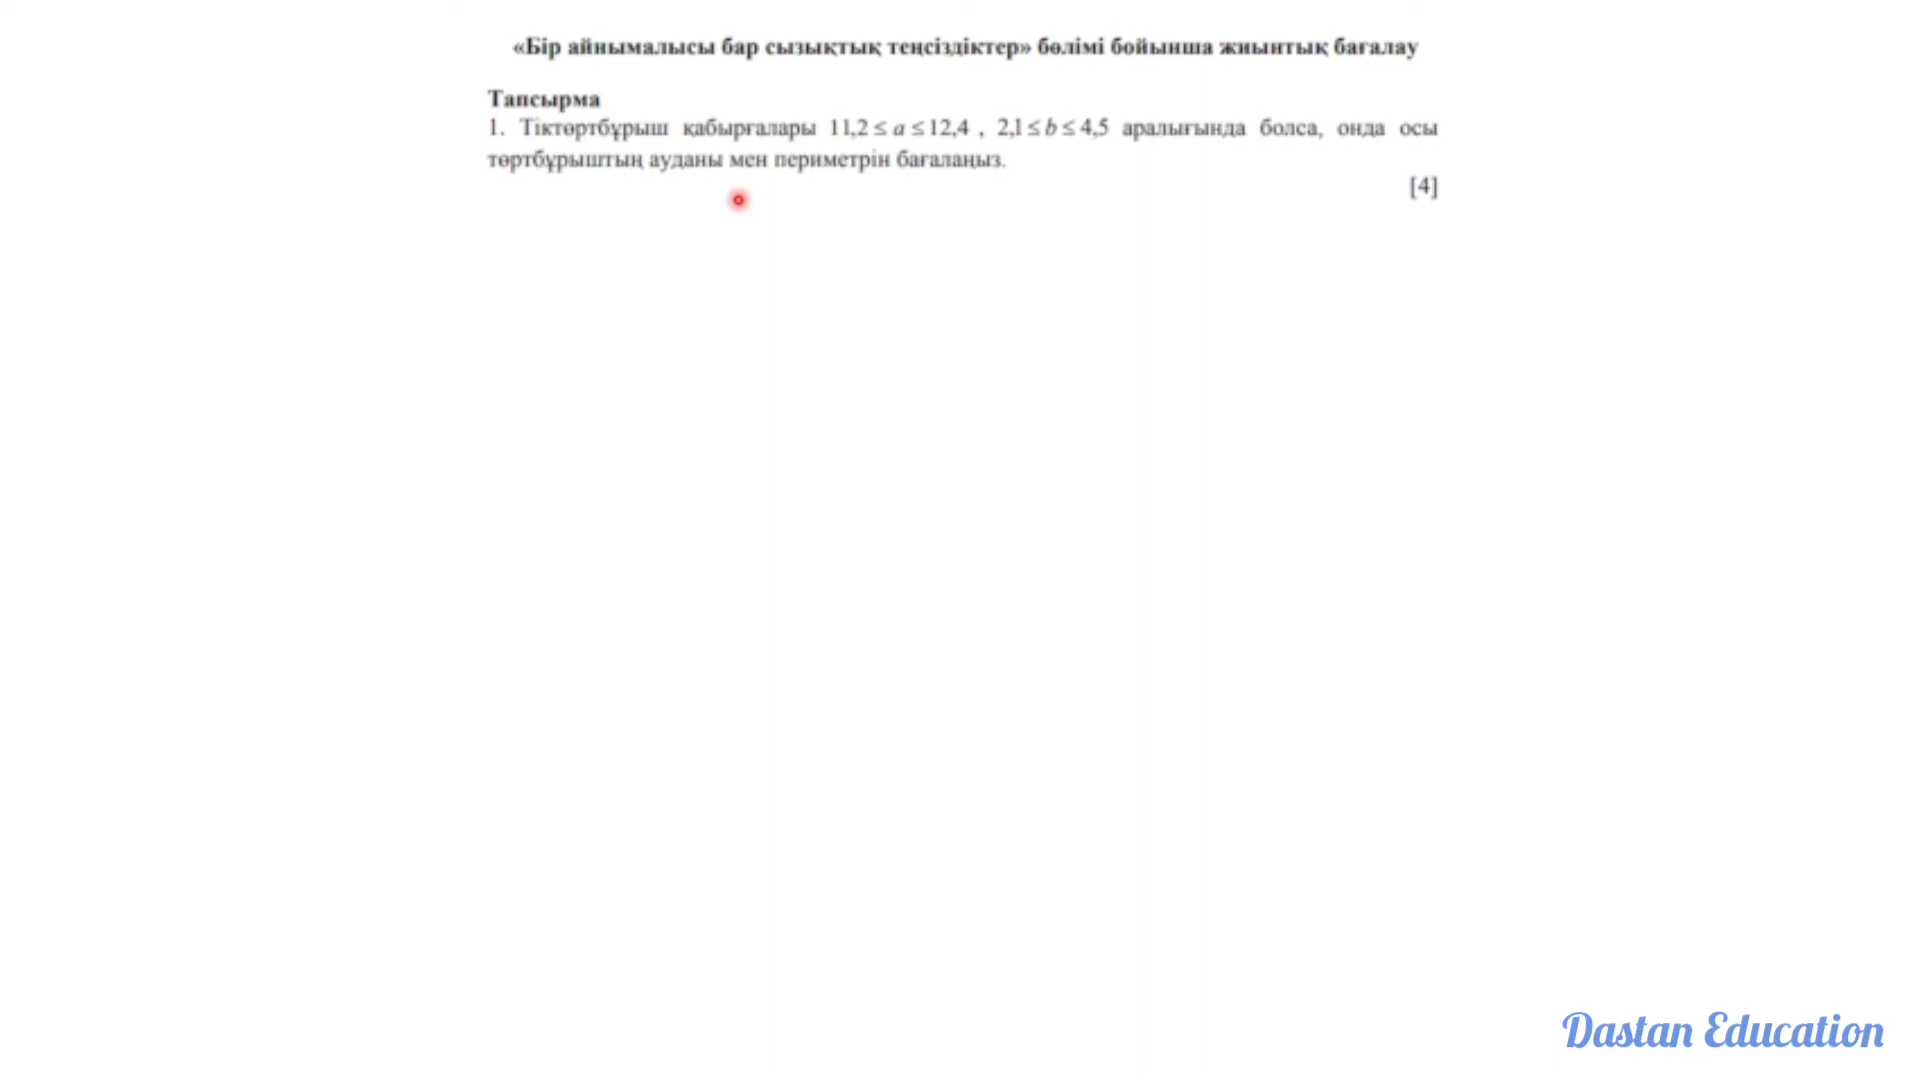 «Бір айнымалысы бар сызықтық теңсіздіктер» бөлімі бойынша жиынтық бағалау
Тапсырма
1. Тіктөртбұрыш қабырғалары 11,2 ≤ a ≤ 12,4 , 2,1 ≤ b ≤ 4,5 аралығында болса, онда осы
төртбұрыштың ауданы мен периметрін бағалаңыз.
[4]
Dastan Education